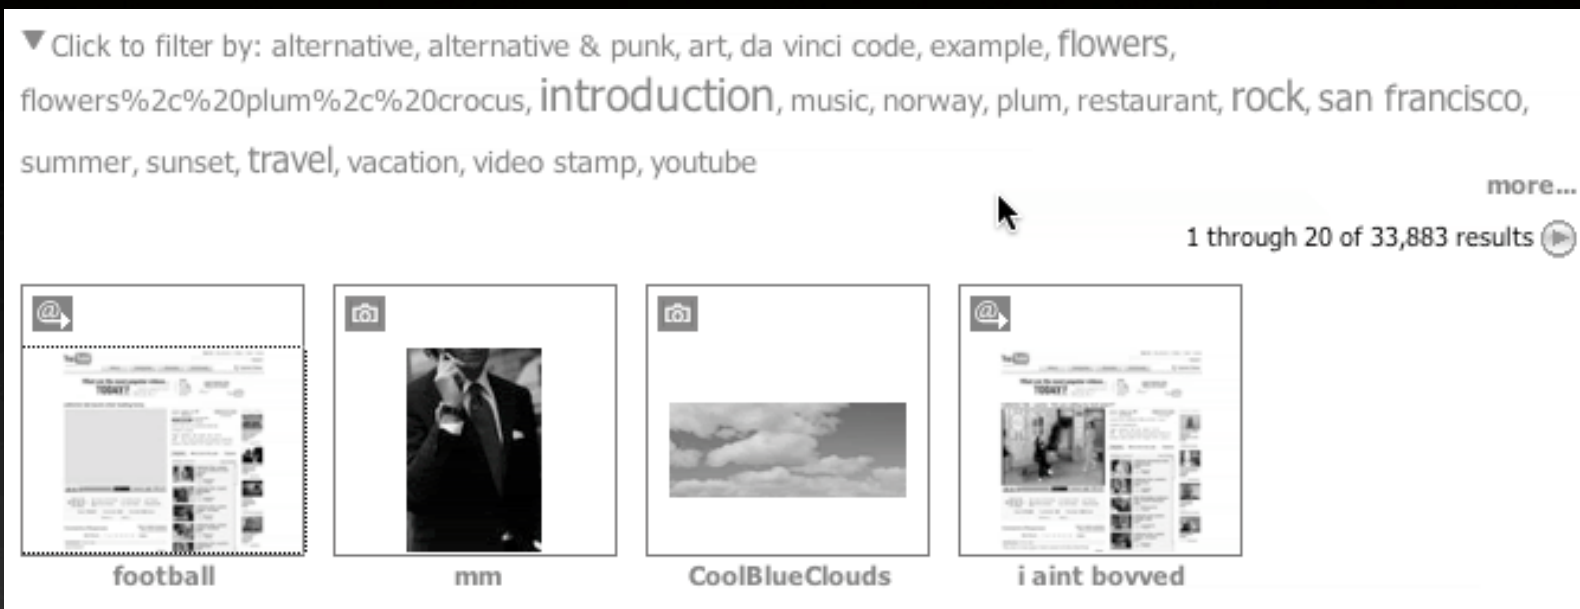 ▼Click to filter by: alternative, alternative & punk, art, da vinci code, example, flowers,
flowers%2c%20plum%2c%20crocus, introduction, music, norway, plum, restaurant, rock, san francisco,
summer, sunset, travel, vacation, video stamp, youtube
more...
1 through 20 of 33,883 results
football
mm
CoolBlueClouds
i aint bovved